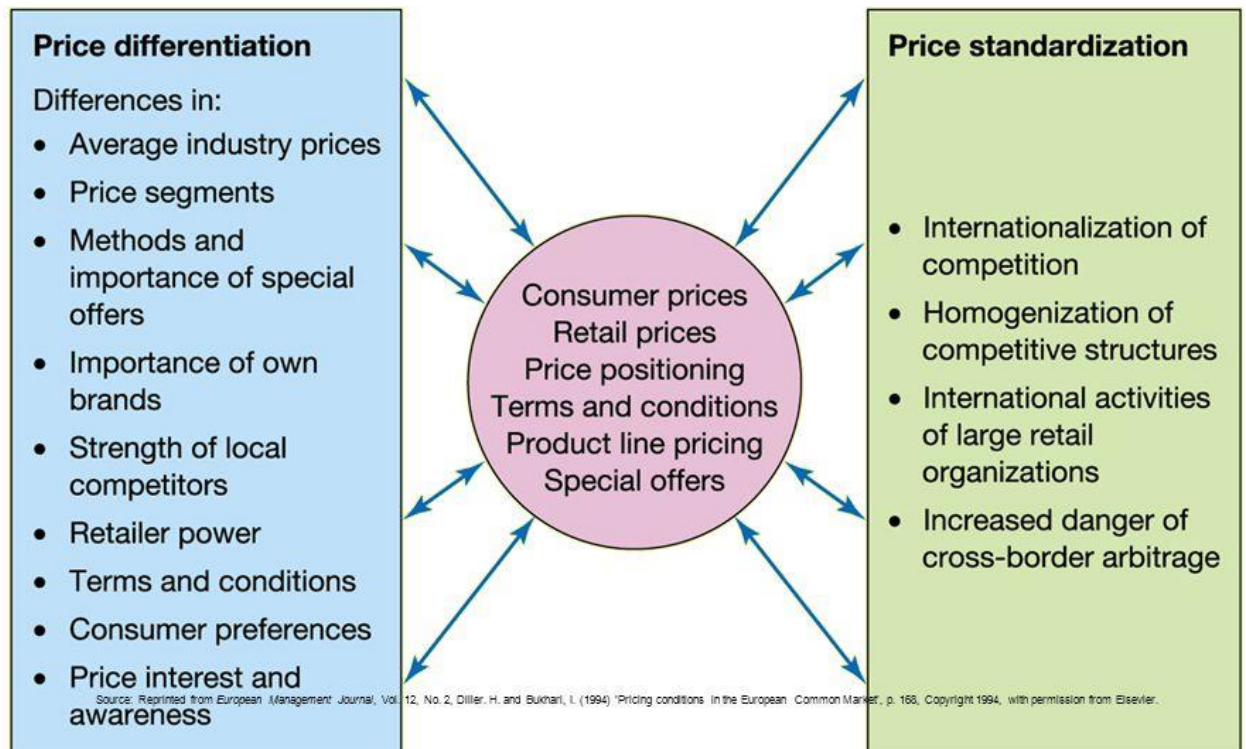 Price differentiation
Differences in:
• Average industry prices
• Price segments
• Methods and
importance of special
offers
• Importance of own
brands
• Strength of local
competitors
• Retailer power
• Terms and conditions
• Consumer preferences
• Price interest and
awareness
Consumer prices
Retail prices
Price positioning
Terms and conditions
Product line pricing
Special offers
Price standardization
• Internationalization of
competition
• Homogenization of
competitive structures
• International activities
of large retail
organizations
• Increased danger of
cross-border arbitrage
Source: Reprinted from European Management Journal, Vol. 12, No. 2, Diller. H. and Bukhari, I. (1994) 'Pricing conditions in the European Common Market', p. 168, Copyright 1994, with permission from Elsevier.